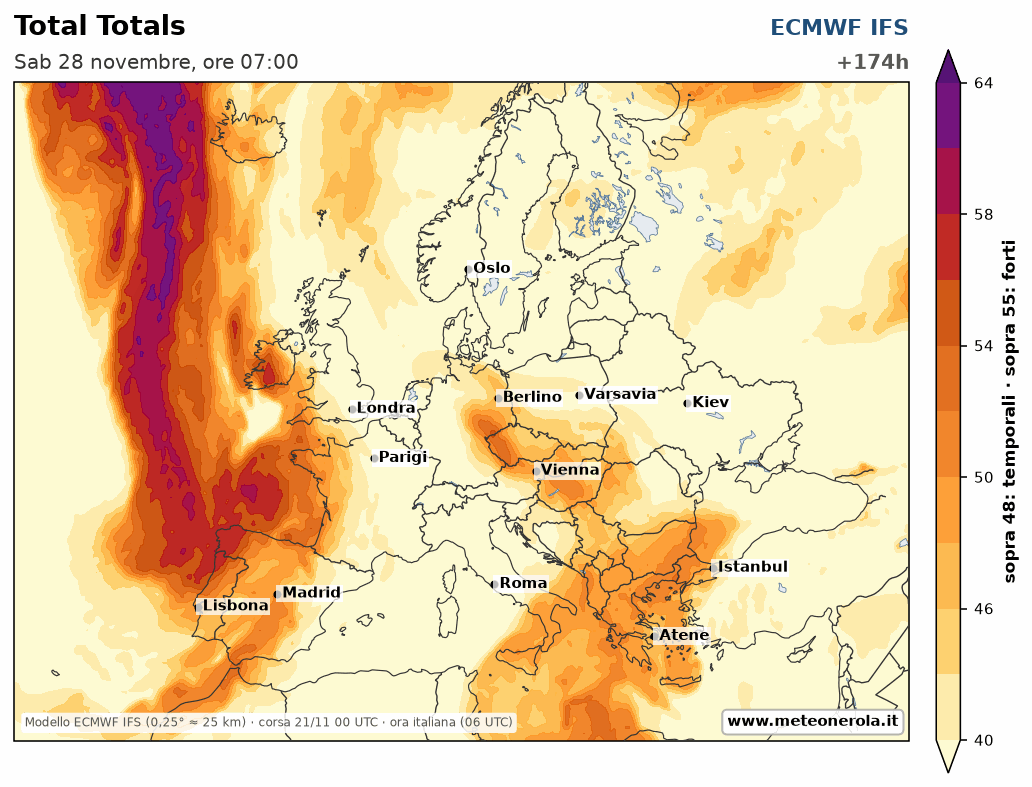 Total Totals
ECMWF IFS
Sab 28 novembre, ore 07:00
+174h
64
58
54
50
46
40
sopra 48: temporali · sopra 55: forti
Oslo
Berlino
Varsavia
Kiev
Londra
Parigi
Vienna
Istanbul
Roma
Madrid
Lisbona
Atene
Modello ECMWF IFS (0,25° ≈ 25 km) · corsa 21/11 00 UTC · ora italiana (06 UTC)
www.meteonerola.it